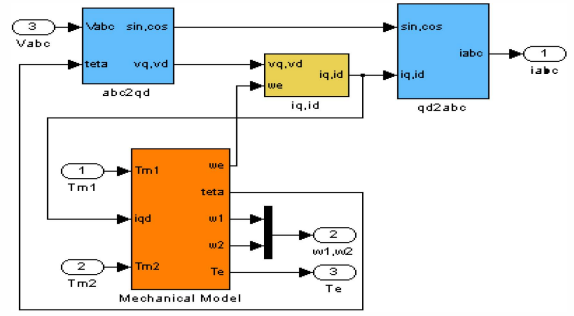 3
Vabc
Vabc sin,cos
teta vq,vd
abc2qd
vq,vd iq,id
we
iq,id
sin,cos
iabc
iq,id
qd2abc
1
iabc
1
Tm1
2
Tm2
Tm1 we
teta
iqd w1
w2
Tm2 Te
Mechanical Model
2
w1,w2
3
Te